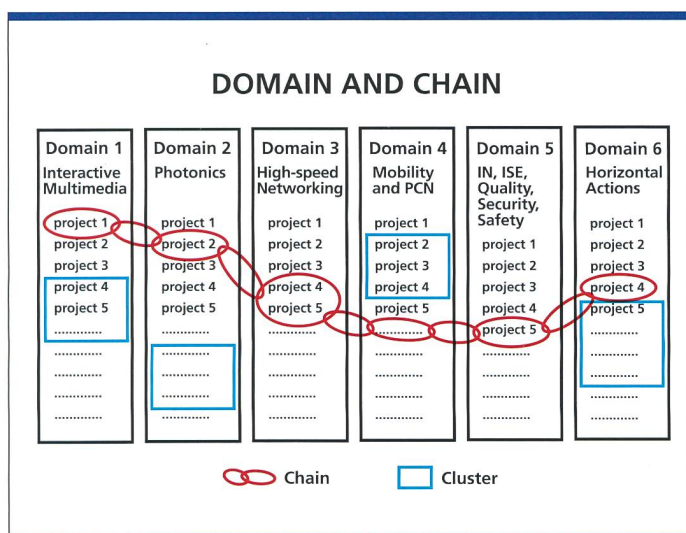 DOMAIN AND CHAIN
Domain 1
Interactive
Multimedia
project 1
project 2
project 3
project 4
project 5
............
............
............
............
............
Domain 2
Photonics
project 1
project 2
project 3
project 4
project 5
............
............
............
............
............
Domain 3
High-speed
Networking
project 1
project 2
project 3
project 4
project 5
............
............
............
............
............
Domain 4
Mobility
and PCN
project 1
project 2
project 3
project 4
project 5
............
............
............
............
............
Domain 5
IN, ISE,
Quality,
Security,
Safety
project 1
project 2
project 3
project 4
project 5
............
............
............
............
Domain 6
Horizontal
Actions
project 1
project 2
project 3
project 4
project 5
............
............
............
............
............
Chain
Cluster